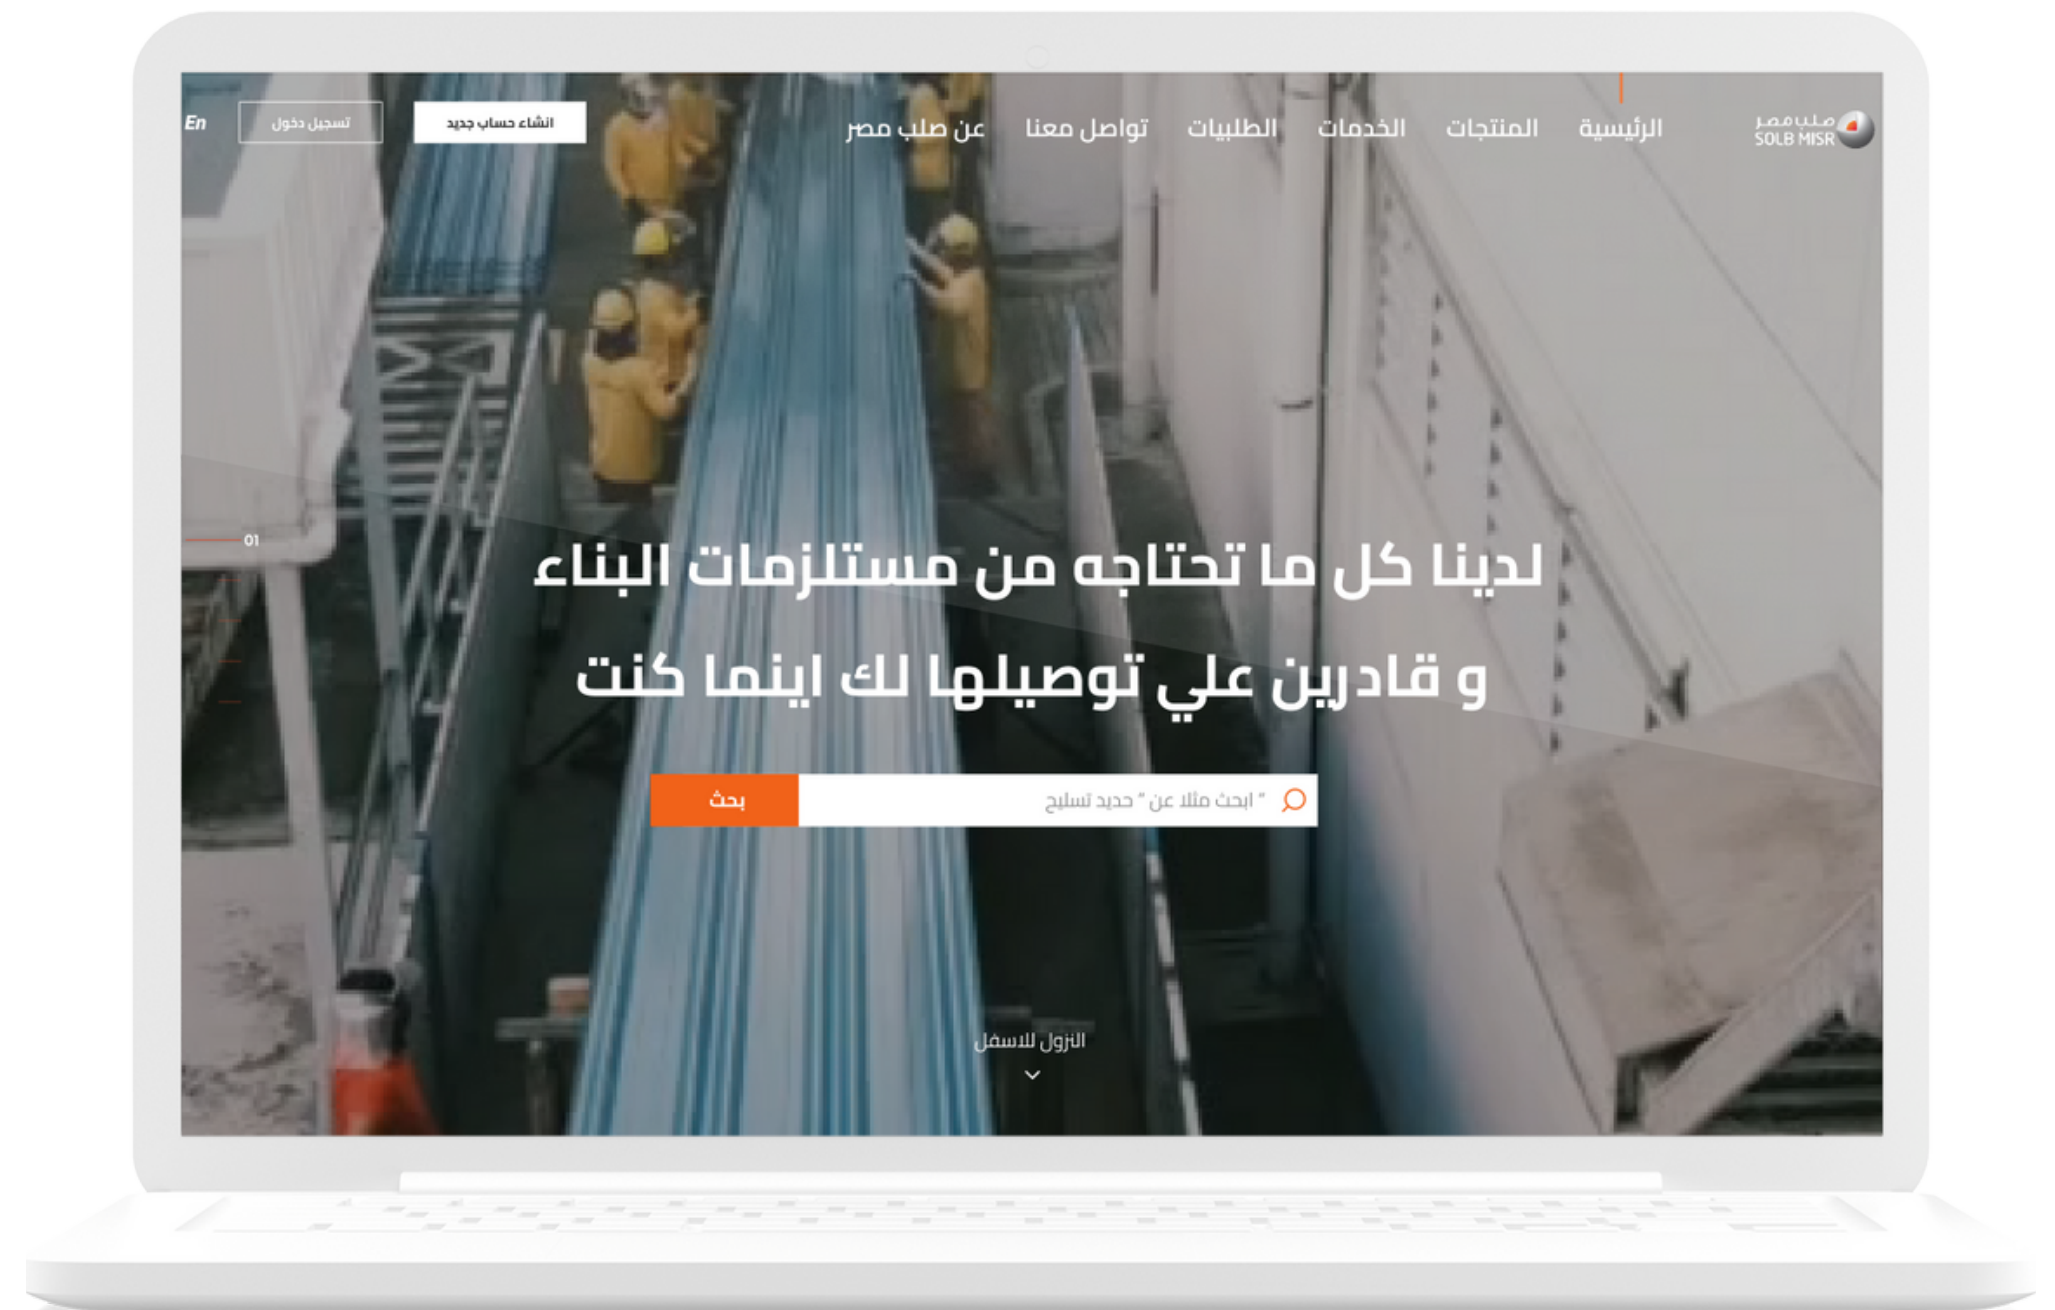 صلب مصر
SOLB MISR
الرئيسية
المنتجات
الخدمات
الطلبيات
تواصل معنا
عن صلب مصر
انشاء حساب جديد
تسجيل دخول
En
01
لدينا كل ما تحتاجه من مستلزمات البناء
و قادرين علي توصيلها لك اينما كنت
" ابحث مثلا عن " حديد تسليح
بحث
النزول للاسفل